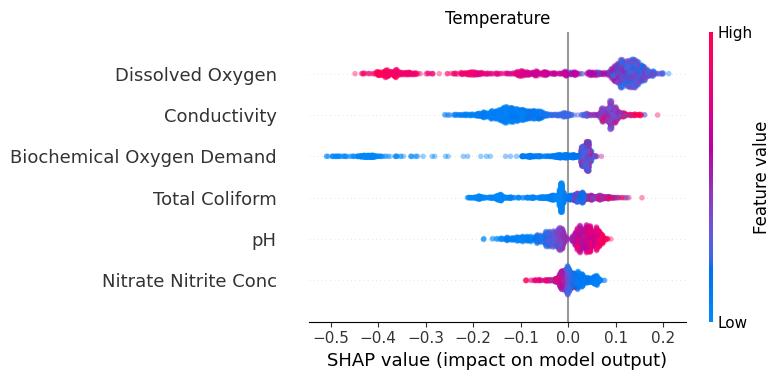 Temperature
High
Dissolved Oxygen
Conductivity
Biochemical Oxygen Demand
Total Coliform
pH
Nitrate Nitrite Conc
Feature value
Low
−0.5 −0.4 −0.3 −0.2 −0.1 0.0 0.1 0.2
SHAP value (impact on model output)